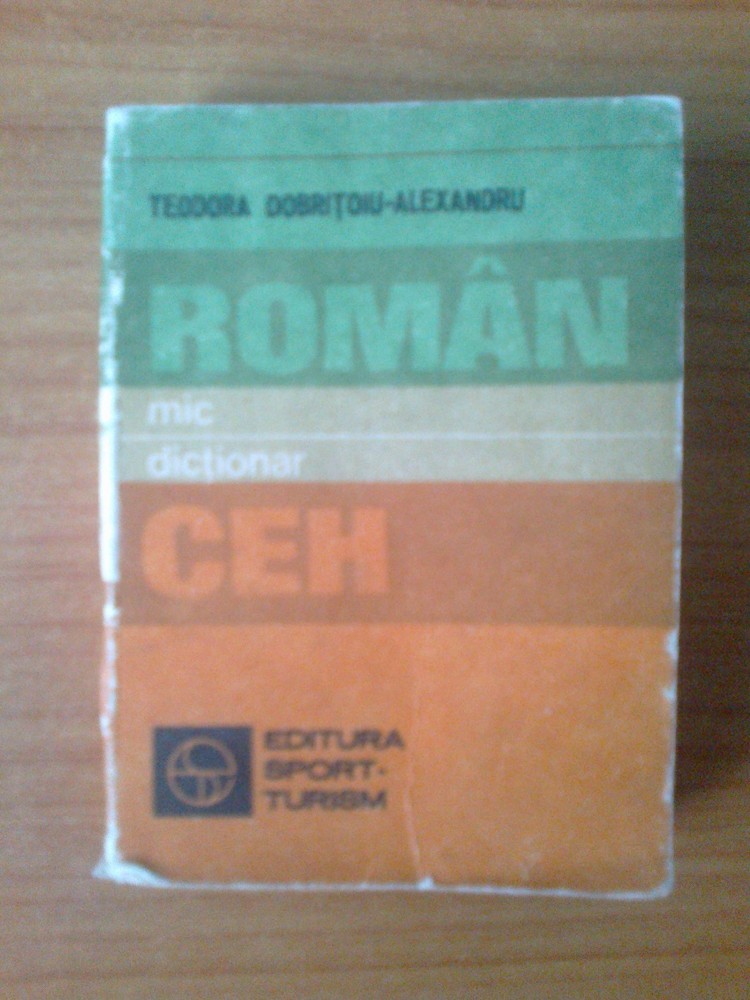 TEODORA DOBRIȚOIU-ALEXANDRU
ROMÂN
mic
dicționar
CEH
EDITURA
SPORT-
TURISM